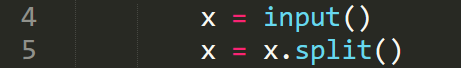 4 x = input()
5 x = x.split()